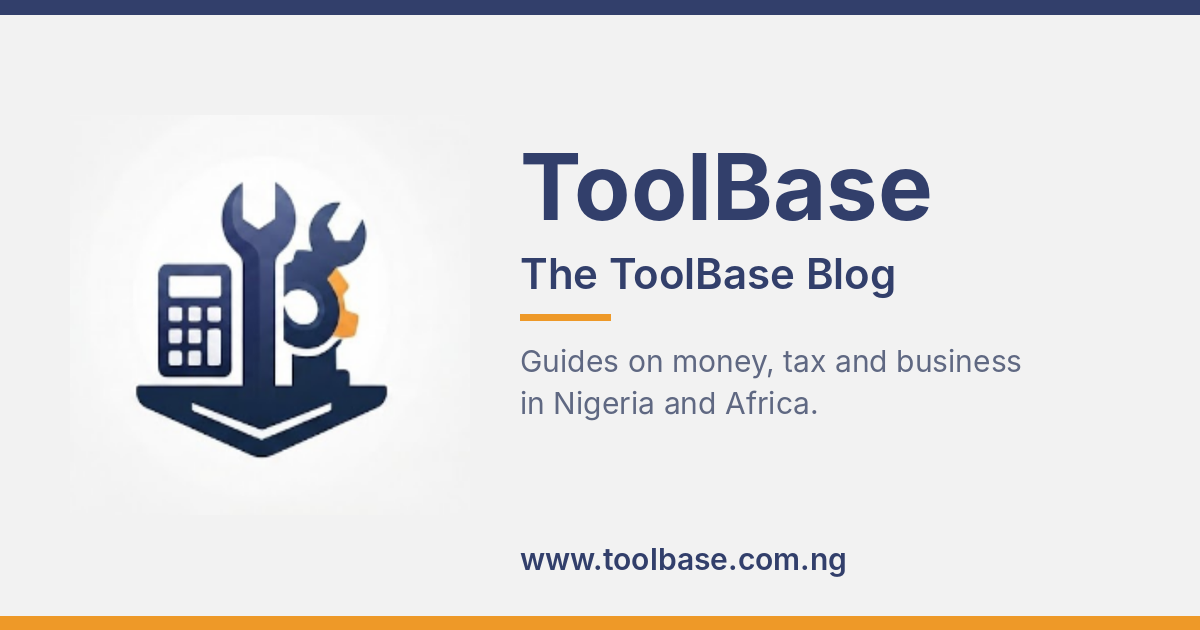 ToolBase
The ToolBase Blog
Guides on money, tax and business
in Nigeria and Africa.
www.toolbase.com.ng